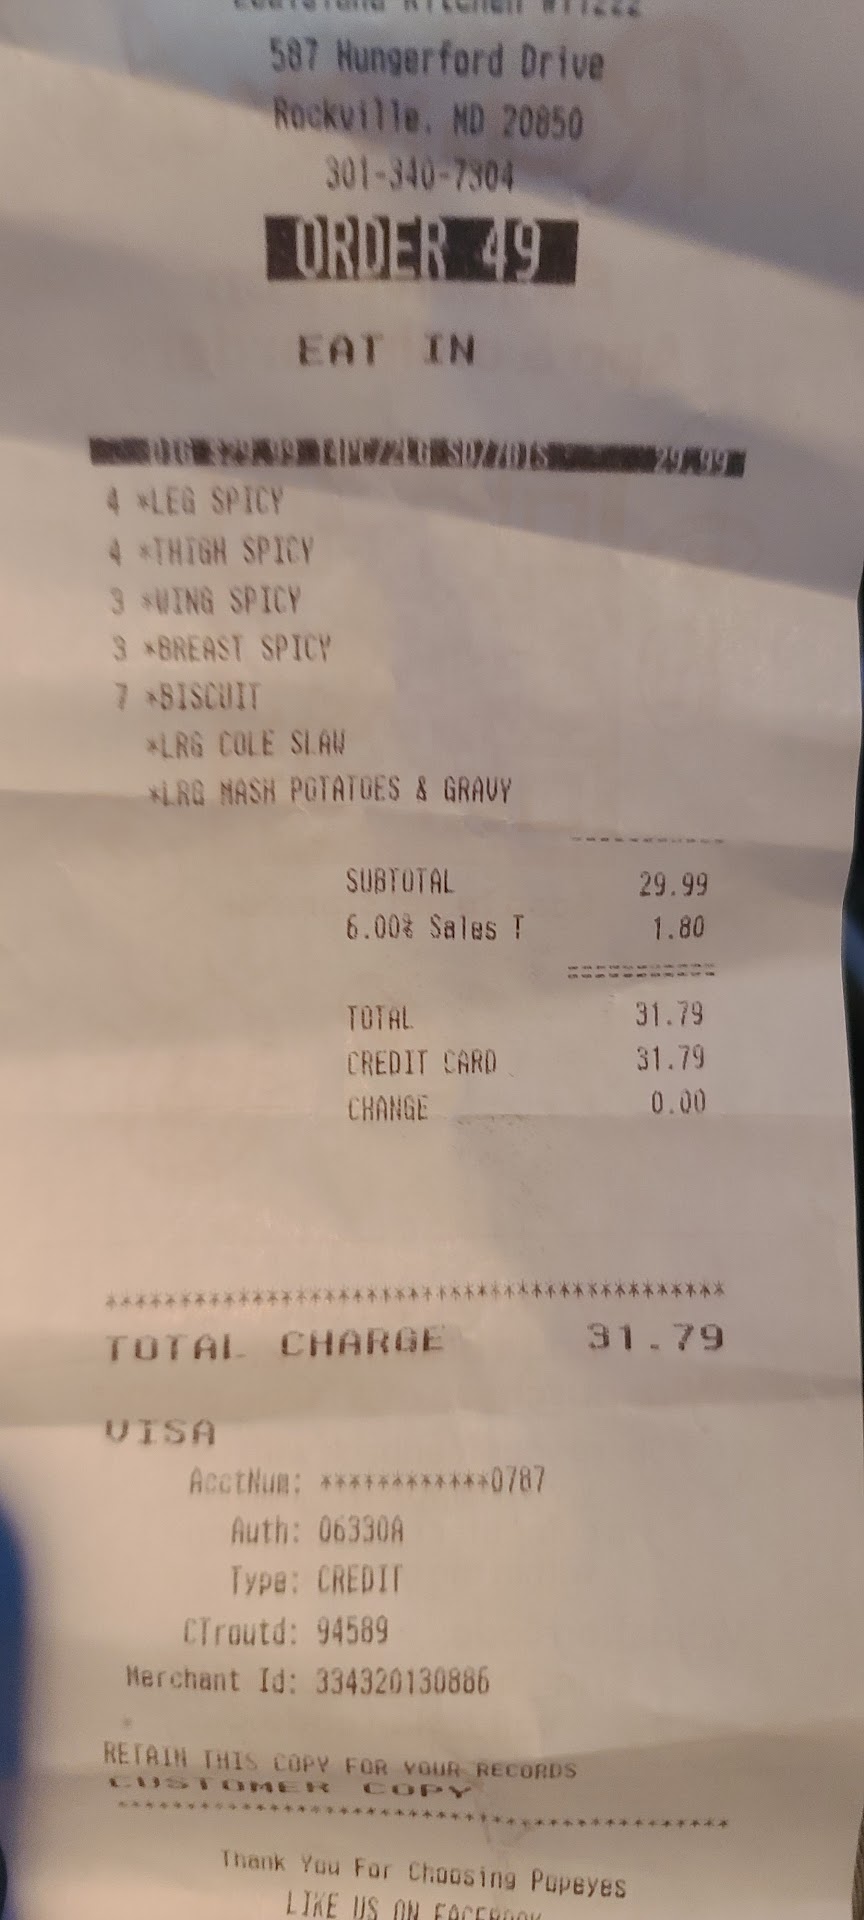 Louisiana Kitchen #11222
587 Hungerford Drive
Rockville, MD 20850
301-340-7304
ORDER 49
EAT IN
29.99
4 *LEG SPICY
4 *THIGH SPICY
3 *WING SPICY
3 *BREAST SPICY
7 *BISCUIT
*LRG COLE SLAW
*LRG MASH POTATOES & GRAVY
SUBTOTAL 29.99
6.00% Sales T 1.80
TOTAL 31.79
CREDIT CARD 31.79
CHANGE 0.00
******************************************
TOTAL CHARGE 31.79
VISA
AcctNum: ************0787
Auth: 06330A
Type: CREDIT
CTroutd: 94589
Merchant Id: 334320130886
RETAIN THIS COPY FOR YOUR RECORDS
CUSTOMER COPY
******************************************
Thank You For Choosing Popeyes
LIKE US ON FACEBOOK